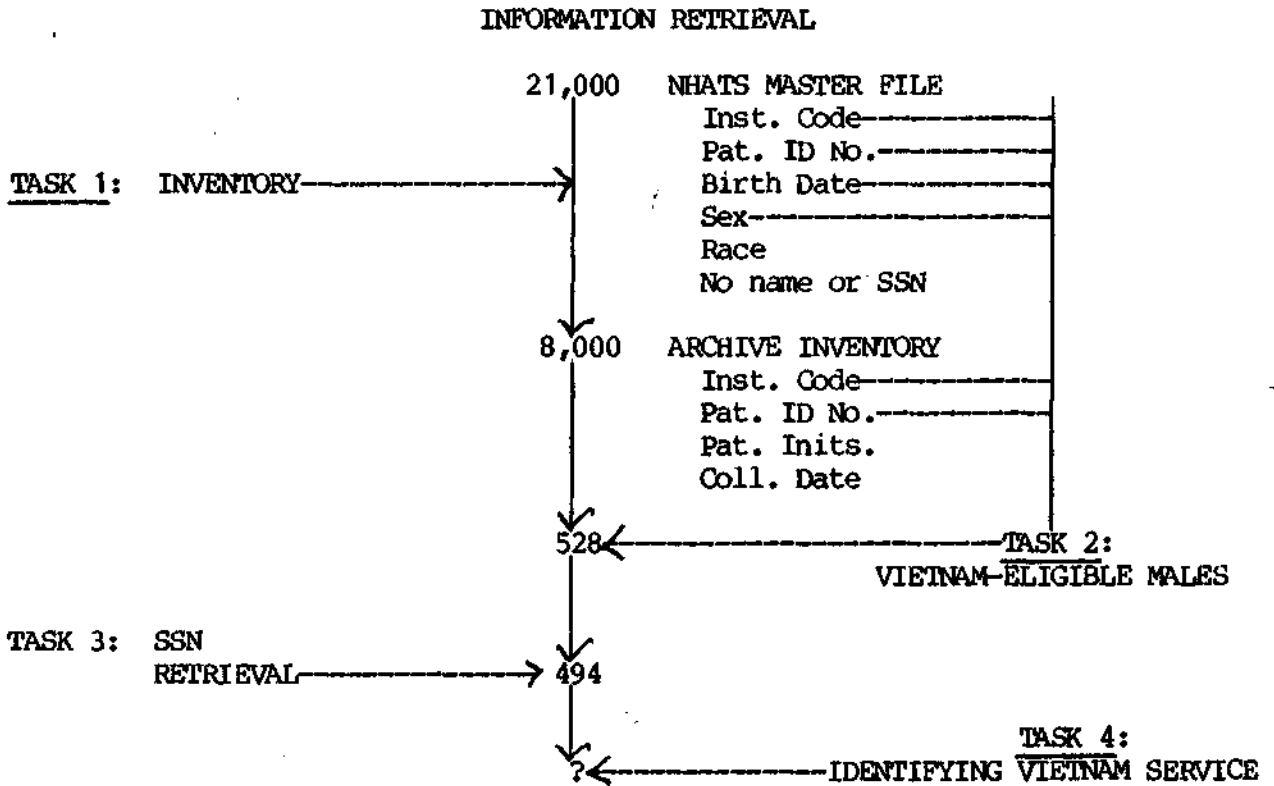 INFORMATION RETRIEVAL
21,000 NHATS MASTER FILE
Inst. Code
Pat. ID No.
TASK 1: INVENTORY Birth Date
Sex
Race
No name or SSN
8,000 ARCHIVE INVENTORY
Inst. Code
Pat. ID No.
Pat. Inits.
Coll. Date
528 TASK 2:
VIETNAM-ELIGIBLE MALES
TASK 3: SSN
RETRIEVAL 494
TASK 4:
? IDENTIFYING VIETNAM SERVICE